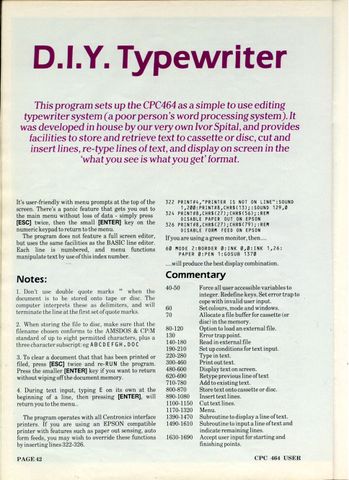 D.I.Y. Typewriter
This program sets up the CPC464 as a simple to use editing
typewriter system (a poor person's word processing system). It
was developed in house by our very own Ivor Spital, and provides
facilities to store and retrieve text to cassette or disc, cut and
insert lines, re-type lines of text, and display on screen in the
'what you see is what you get' format.
It's user-friendly with menu prompts at the top of the
screen. There's a panic feature that gets you out to
the main menu without loss of data - simply press
[ESC] twice, then the small [ENTER] key on the
numeric keypad to return to the menu.
The program does not feature a full screen editor,
but uses the same facilities as the BASIC line editor.
Each line is numbered, and menu functions
manipulate text by use of this index number.
Notes:
1. Don't use double quote marks " when the
document is to be stored onto tape or disc. The
computer interprets these as delimiters, and will
terminate the line at the first set of quote marks.
2. When storing the file to disc, make sure that the
filename chosen conforms to the AMSDOS & CP/M
standard of up to eight permitted characters, plus a
three character subscript: eg ABCDEFGH.DOC
3. To clear a document that that has been printed or
filed, press [ESC] twice and re-RUN the program.
Press the smaller [ENTER] key if you want to return
without wiping off the document memory.
4. During text input, typing E on its own at the
beginning of a line, then pressing [ENTER], will
return you to the menu..
The program operates with all Centronics interface
printers. If you are using an EPSON compatible
printer with features such as paper out sensing, auto
form feeds, you may wish to override these functions
by inserting lines 322-326.
PAGE 42
322 PRINT#4,"PRINTER IS NOT ON LINE":SOUND
1,200:PRINT#8,CHR$(13);:SOUND 129,0
324 PRINT#8,CHR$(27);CHR$(56);:REM
DISABLE PAPER OUT ON EPSON
326 PRINT#8,CHR$(27);CHR$(79);:REM
DISABLE FORM FEED ON EPSON
If you are using a green monitor, then....
60 MODE 2:BORDER 0:INK 0,0:INK 1,26:
PAPER 0:PEN 1:GOSUB 1370
....will produce the best display combination.
Commentary
40-50 Force all user accessible variables to
integer. Redefine keys. Set error trap to
cope with invalid user input.
60 Set colours, mode and windows.
70 Allocate a file buffer for cassette (or
disc) in the memory.
80-120 Option to load an external file.
130 Error trap point.
140-180 Read in external file
190-210 Set up conditions for text input.
220-280 Type in text.
300-460 Print out text.
480-600 Display text on screen.
620-690 Retype previous line of text
710-780 Add to existing text.
800-870 Store text onto cassette or disc.
890-1080 Insert text lines.
1100-1150 Cut text lines.
1170-1320 Menu.
1390-1470 Subroutine to display a line of text.
1490-1610 Subroutine to input a line of text and
indicate remaining lines.
1630-1690 Accept user input for starting and
finishing points.
CPC 464 USER